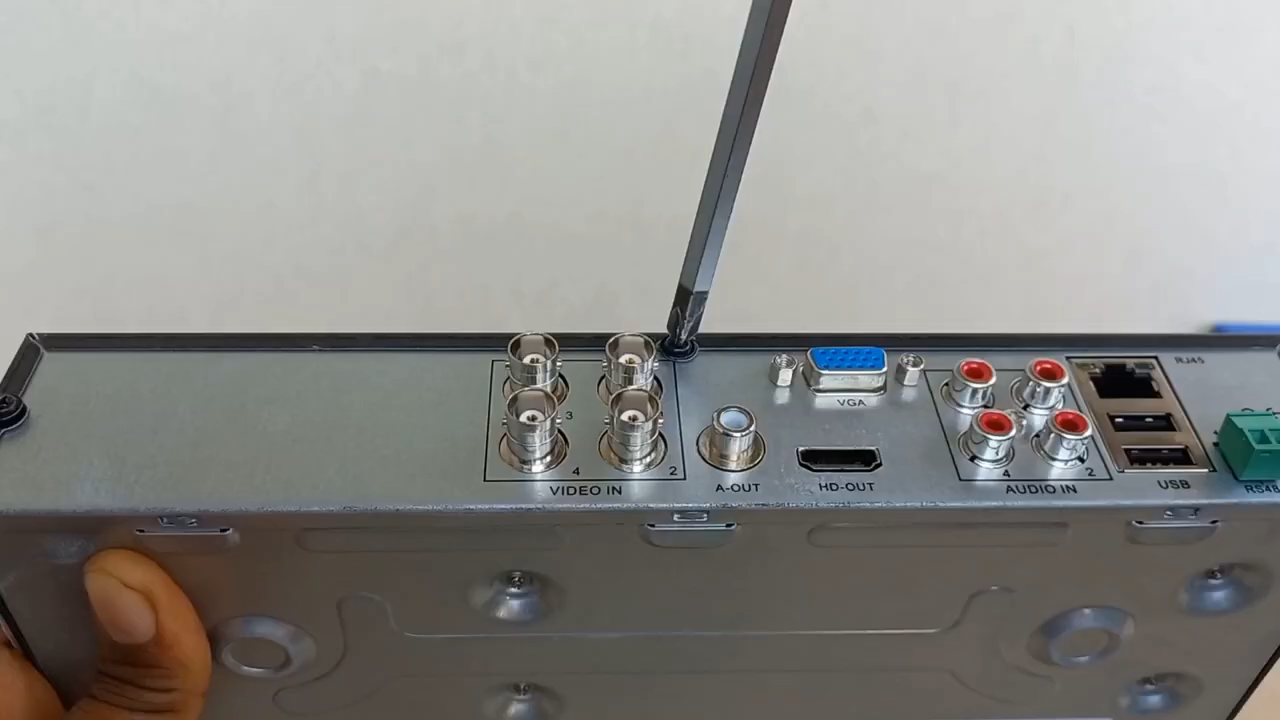 RJ45
VGA
3
4
2
4
2
VIDEO IN
A-OUT
HD-OUT
AUDIO IN
USB
RS48